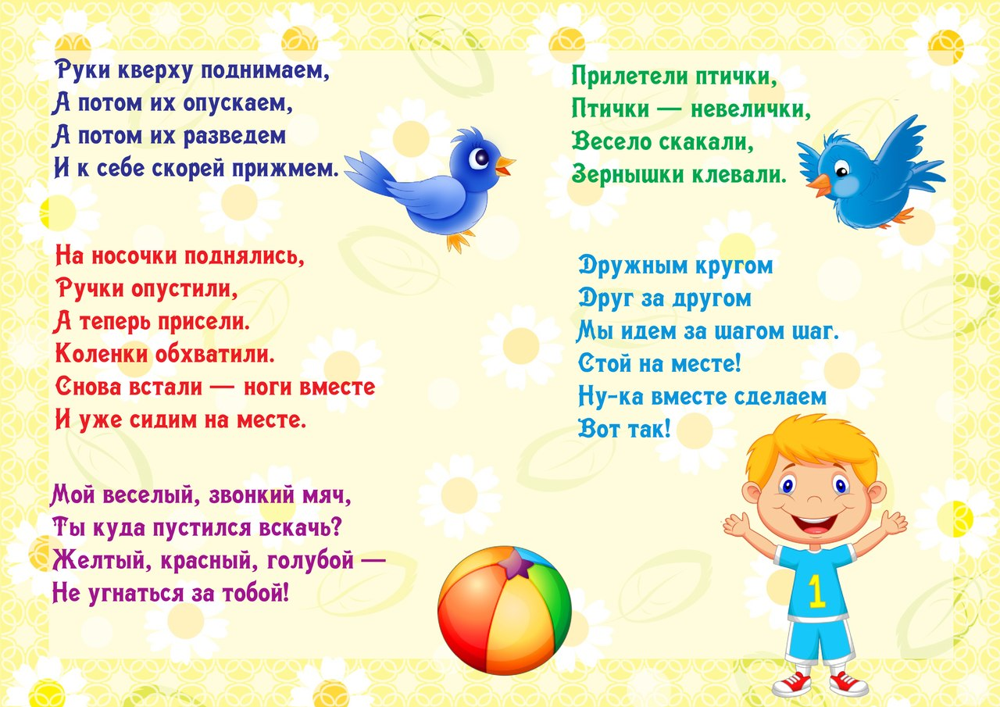 Руки кверху поднимаем,
А потом их опускаем,
А потом их разведем
И к себе скорей прижмем.
На носочки поднялись,
Ручки опустили,
А теперь присели.
Коленки обхватили.
Снова встали — ноги вместе
И уже сидим на месте.
Мой веселый, звонкий мяч,
Ты куда пустился вскачь?
Желтый, красный, голубой —
Не угнаться за тобой!
Прилетели птички,
Птички — невелички,
Весело скакали,
Зернышки клевали.
Дружным кругом
Друг за другом
Мы идем за шагом шаг.
Стой на месте!
Ну-ка вместе сделаем
Вот так!
1